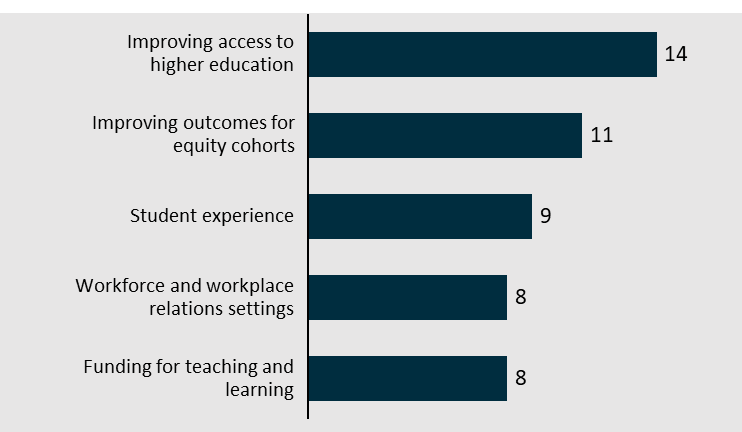 Improving access to
higher education
14
Improving outcomes for
equity cohorts
11
Student experience
9
Workforce and workplace
relations settings
8
Funding for teaching and
learning
8